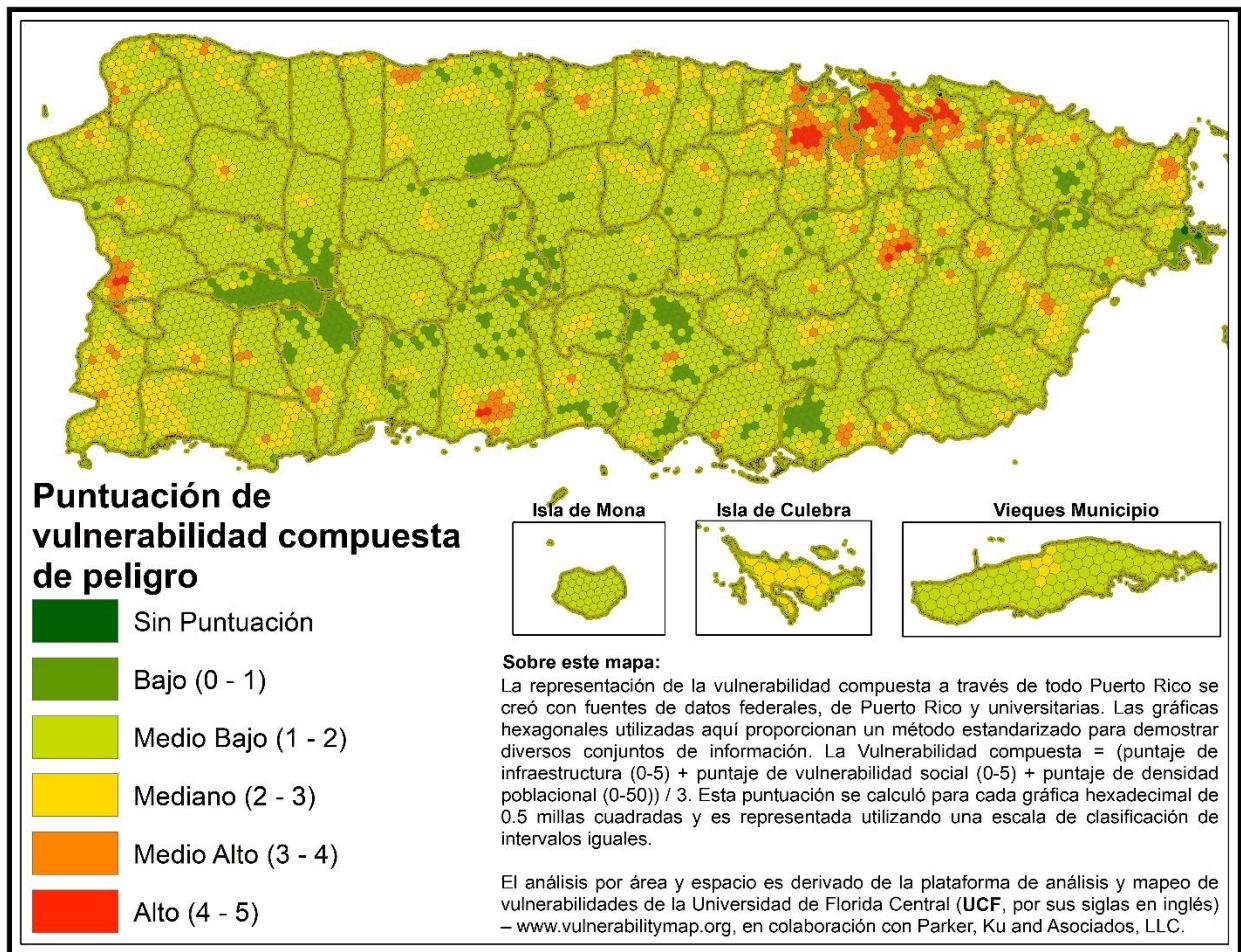 Puntuación de
vulnerabilidad compuesta
de peligro
Sin Puntuación
Bajo (0 - 1)
Medio Bajo (1 - 2)
Mediano (2 - 3)
Medio Alto (3 - 4)
Alto (4 - 5)
Isla de Mona
Isla de Culebra
Vieques Municipio
Sobre este mapa:
La representación de la vulnerabilidad compuesta a través de todo Puerto Rico se
creó con fuentes de datos federales, de Puerto Rico y universitarias. Las gráficas
hexagonales utilizadas aquí proporcionan un método estandarizado para demostrar
diversos conjuntos de información. La Vulnerabilidad compuesta = (puntaje de
infraestructura (0-5) + puntaje de vulnerabilidad social (0-5) + puntaje de densidad
poblacional (0-50)) / 3. Esta puntuación se calculó para cada gráfica hexadecimal de
0.5 millas cuadradas y es representada utilizando una escala de clasificación de
intervalos iguales.
El análisis por área y espacio es derivado de la plataforma de análisis y mapeo de
vulnerabilidades de la Universidad de Florida Central (UCF, por sus siglas en inglés)
– www.vulnerabilitymap.org, en colaboración con Parker, Ku and Asociados, LLC.